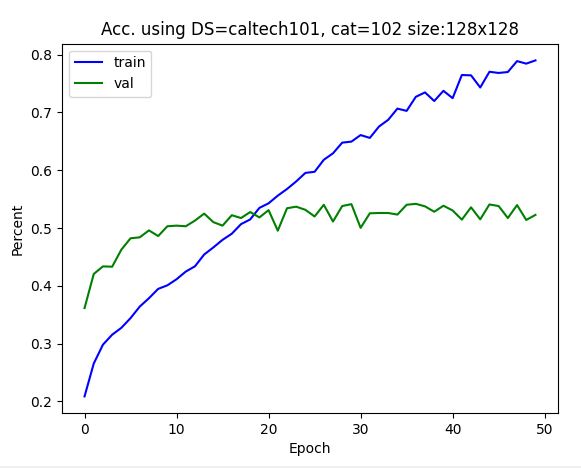 Acc. using DS=caltech101, cat=102 size:128x128
train
val
0.8
0.7
0.6
0.5
0.4
0.3
0.2
Percent
0 10 20 30 40 50
Epoch